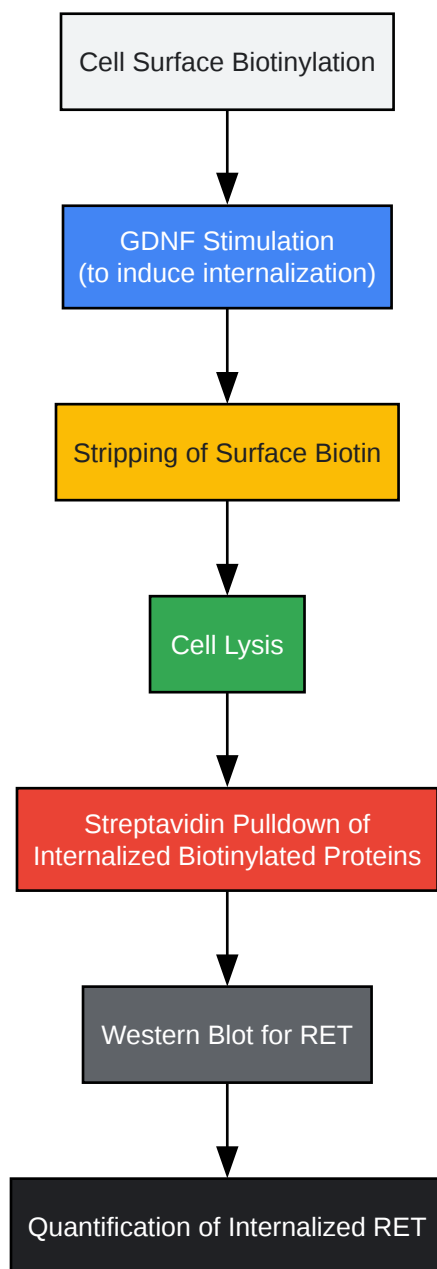 Cell Surface Biotinylation
GDNF Stimulation
(to induce internalization)
Stripping of Surface Biotin
Cell Lysis
Streptavidin Pulldown of
Internalized Biotinylated Proteins
Western Blot for RET
Quantification of Internalized RET